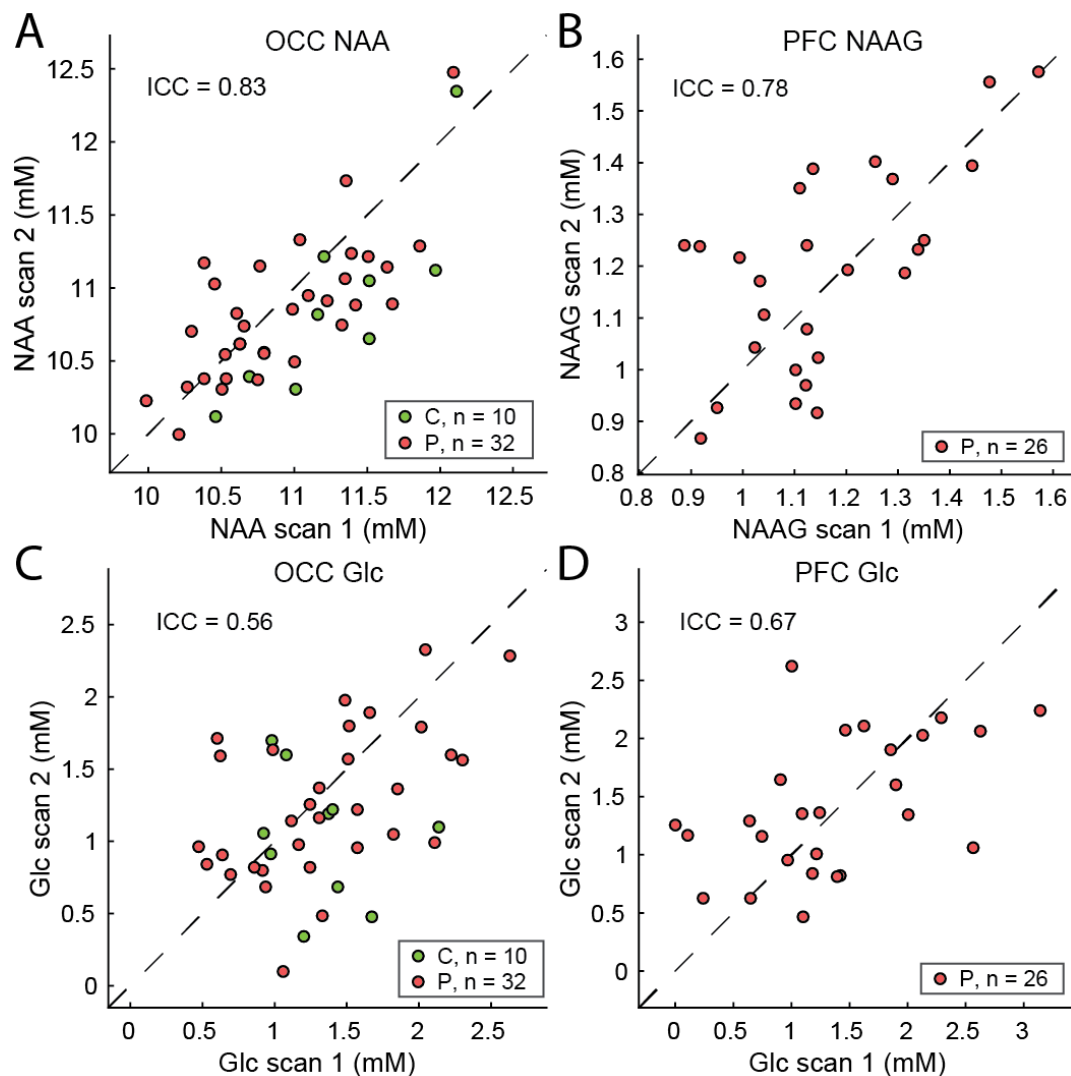 A
OCC NAA
ICC = 0.83
NAA scan 2 (mM)
12.5
12
11.5
11
10.5
10
C, n = 10
P, n = 32
10 10.5 11 11.5 12 12.5
NAA scan 1 (mM)
B
PFC NAAG
ICC = 0.78
NAAG scan 2 (mM)
1.6
1.5
1.4
1.3
1.2
1.1
1
0.9
0.8
P, n = 26
0.8 0.9 1 1.1 1.2 1.3 1.4 1.5 1.6
NAAG scan 1 (mM)
C
OCC Glc
ICC = 0.56
Glc scan 2 (mM)
2.5
2
1.5
1
0.5
0
C, n = 10
P, n = 32
0 0.5 1 1.5 2 2.5
Glc scan 1 (mM)
D
PFC Glc
ICC = 0.67
Glc scan 2 (mM)
3
2.5
2
1.5
1
0.5
0
P, n = 26
0 0.5 1 1.5 2 2.5 3
Glc scan 1 (mM)